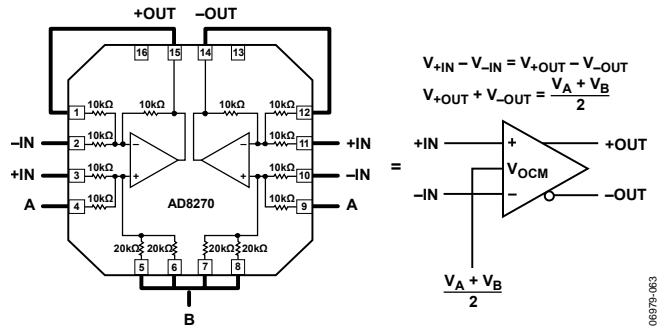 +OUT −OUT
16 15 14 13
10kΩ 10kΩ 10kΩ 10kΩ
1 12
10kΩ 10kΩ
−IN 2 − − 11 +IN
10kΩ 10kΩ
+IN 3 + + 10 −IN
10kΩ AD8270 10kΩ
A 4 9 A
20kΩ 20kΩ 20kΩ 20kΩ
5 6 7 8
B
=
V+IN − V−IN = V+OUT − V−OUT
V+OUT + V−OUT = VA + VB
2
+IN + +OUT
VOCM
−IN − −OUT
VA + VB
2
06979-063